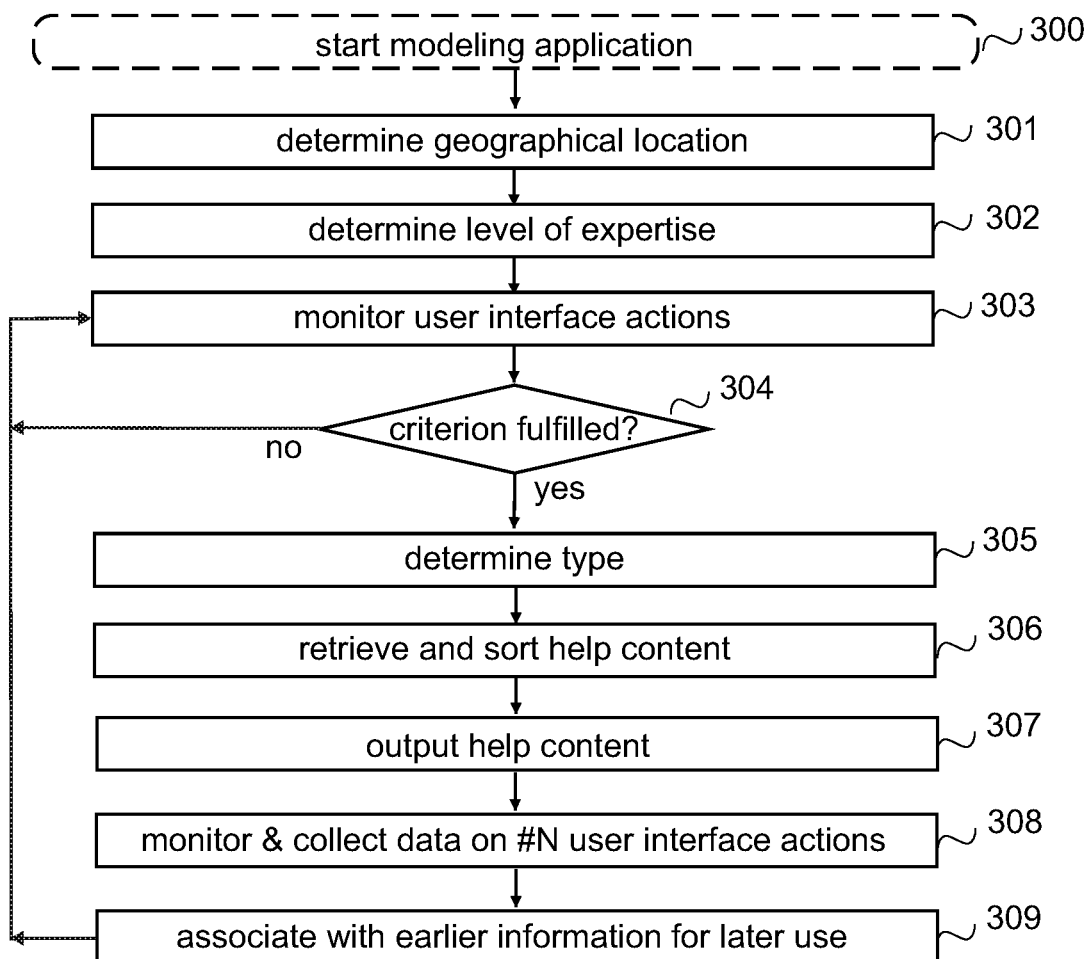 start modeling application 300
determine geographical location 301
determine level of expertise 302
monitor user interface actions 303
304
criterion fulfilled?
no
yes
determine type 305
retrieve and sort help content 306
output help content 307
monitor & collect data on #N user interface actions 308
associate with earlier information for later use 309